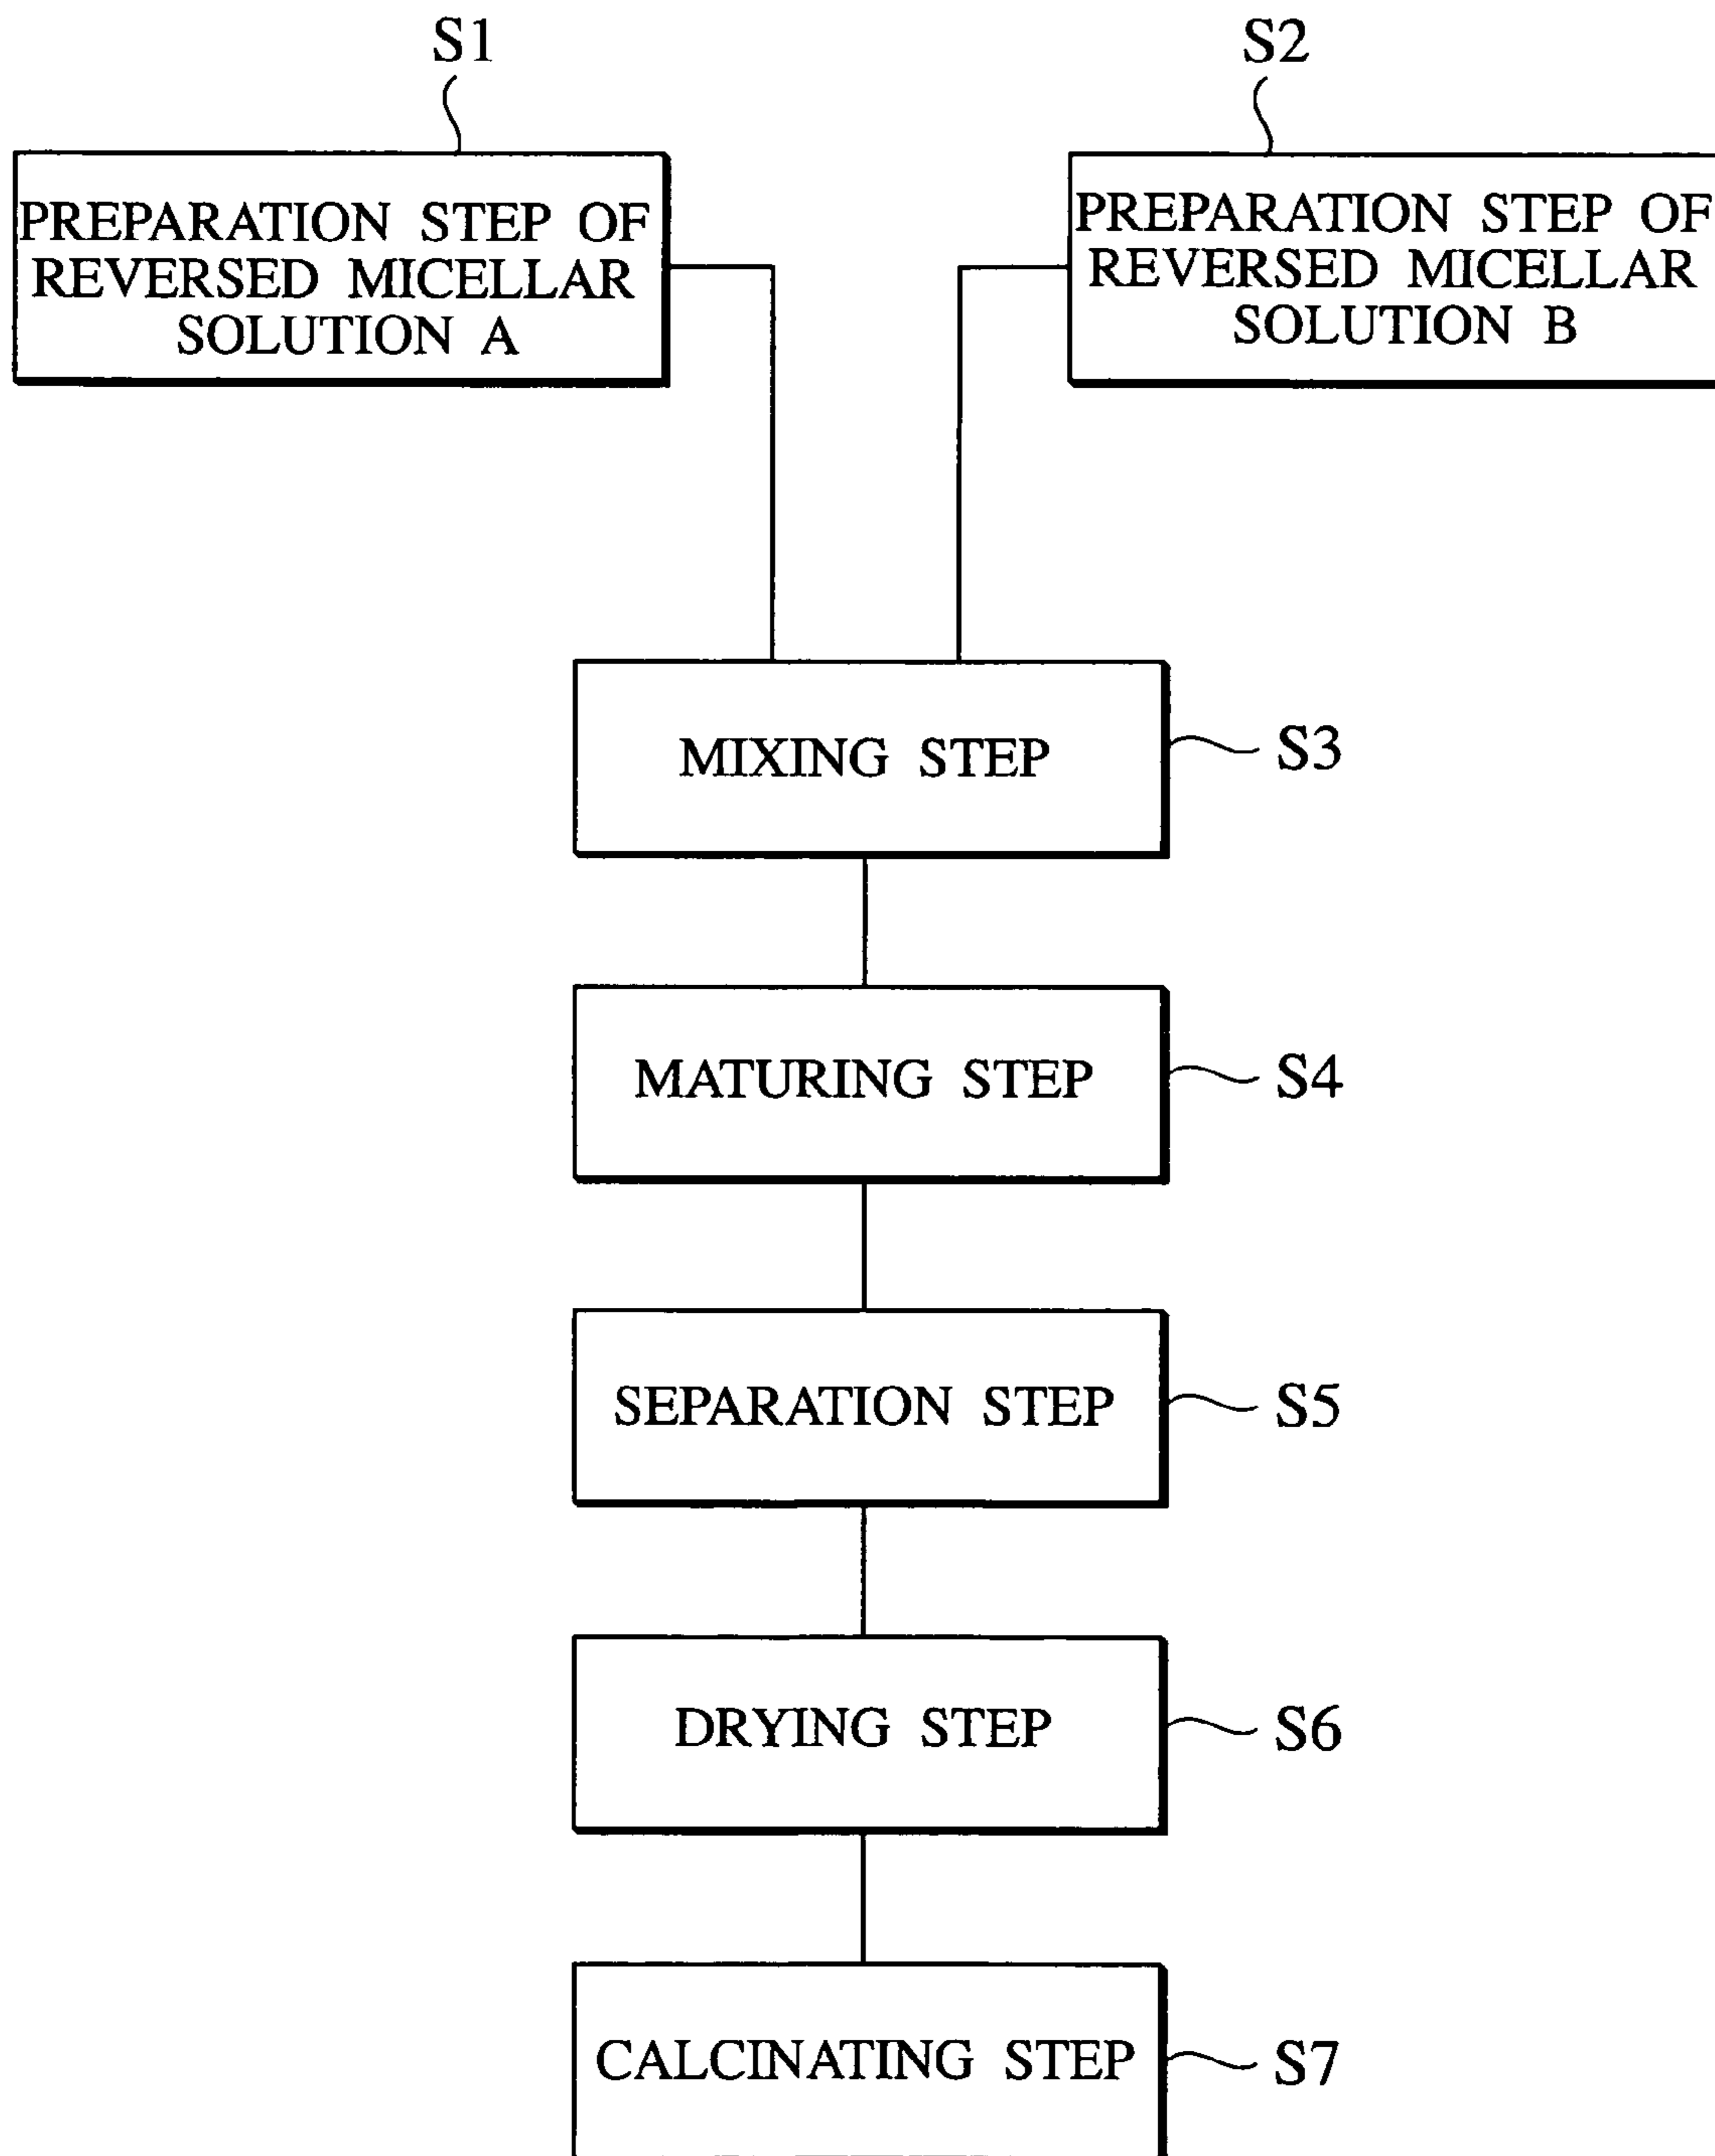 S1
S2
PREPARATION STEP OF
REVERSED MICELLAR
SOLUTION A
PREPARATION STEP OF
REVERSED MICELLAR
SOLUTION B
MIXING STEP
S3
MATURING STEP
S4
SEPARATION STEP
S5
DRYING STEP
S6
CALCINATING STEP
S7